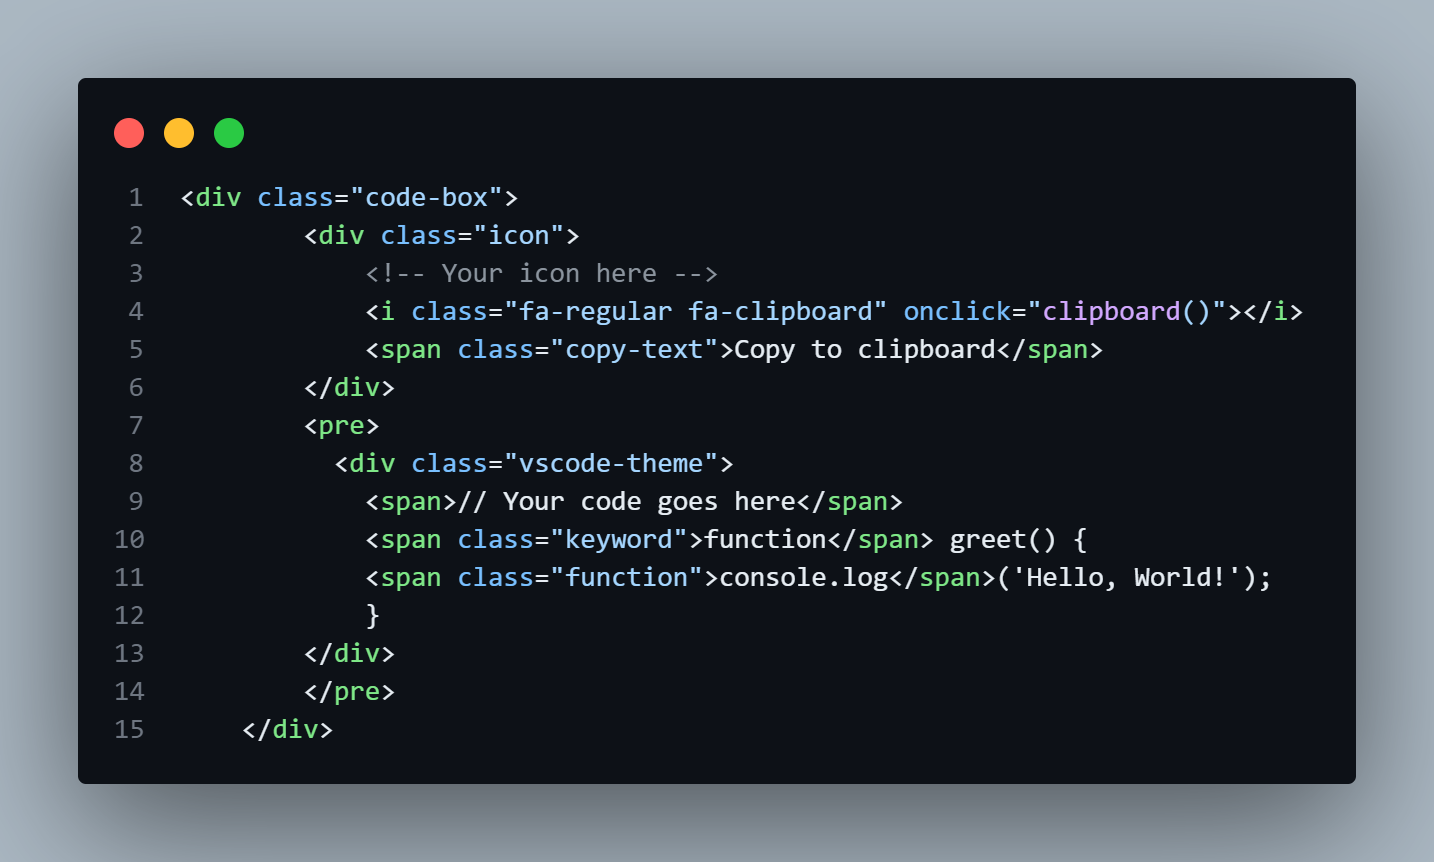 1 <div class="code-box">
2         <div class="icon">
3             <!-- Your icon here -->
4             <i class="fa-regular fa-clipboard" onclick="clipboard()"></i>
5             <span class="copy-text">Copy to clipboard</span>
6         </div>
7         <pre>
8           <div class="vscode-theme">
9             <span>// Your code goes here</span>
10             <span class="keyword">function</span> greet() {
11             <span class="function">console.log</span>('Hello, World!');
12             }
13         </div>
14         </pre>
15     </div>